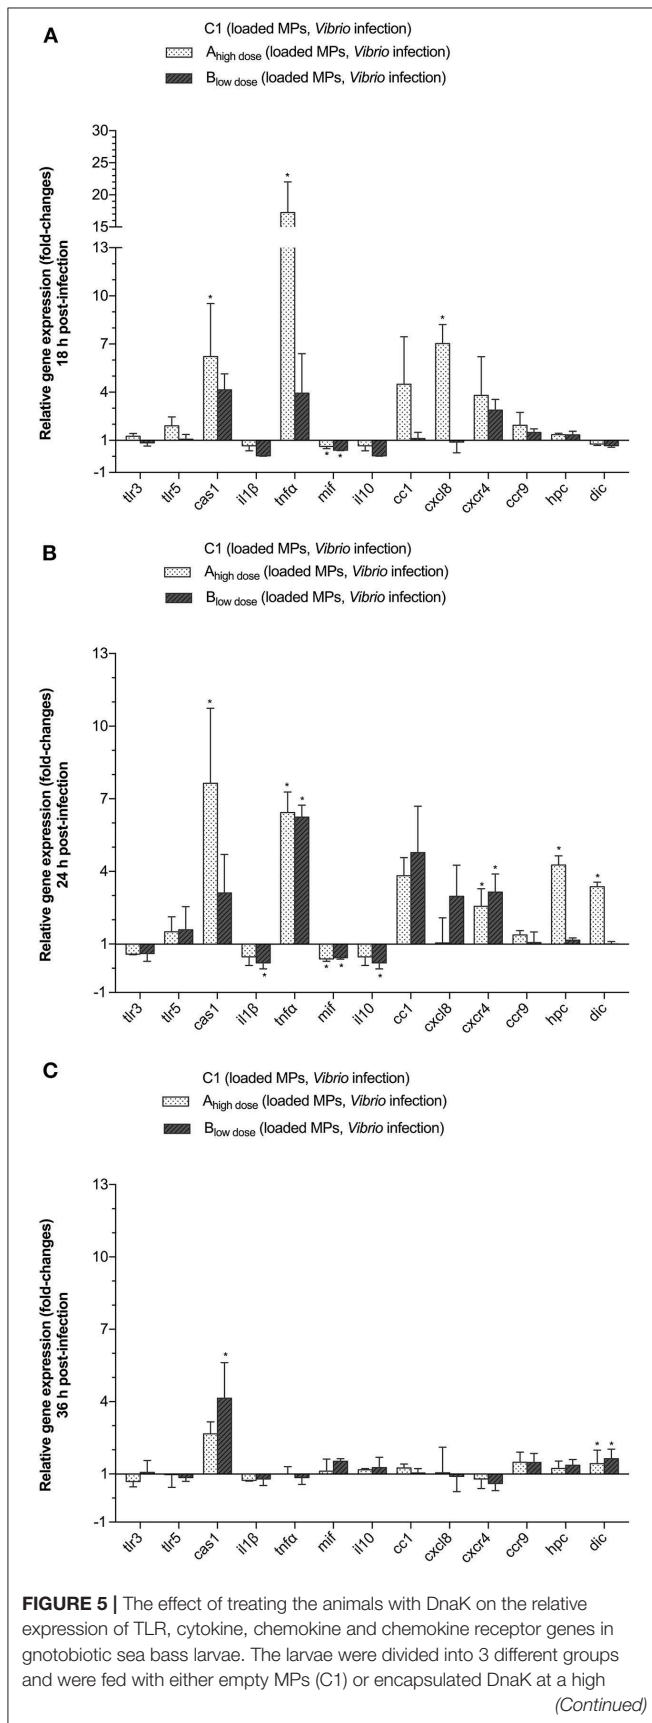 A
C1 (loaded MPs, Vibrio infection)
Ahigh dose (loaded MPs, Vibrio infection)
Blow dose (loaded MPs, Vibrio infection)
Relative gene expression (fold-changes)
18 h post-infection
30
25
20
15
13
10
7
4
1
-1
* * * * *
tlr3 tlr5 cas1 il1β tnfα mif il10 cc1 cxcl8 cxcr4 ccr9 hpc dic
B
C1 (loaded MPs, Vibrio infection)
Ahigh dose (loaded MPs, Vibrio infection)
Blow dose (loaded MPs, Vibrio infection)
Relative gene expression (fold-changes)
24 h post-infection
13
10
7
4
1
-1
* * * * * * * * * * *
tlr3 tlr5 cas1 il1β tnfα mif il10 cc1 cxcl8 cxcr4 ccr9 hpc dic
C
C1 (loaded MPs, Vibrio infection)
Ahigh dose (loaded MPs, Vibrio infection)
Blow dose (loaded MPs, Vibrio infection)
Relative gene expression (fold-changes)
36 h post-infection
13
10
7
4
1
-1
* * *
tlr3 tlr5 cas1 il1β tnfα mif il10 cc1 cxcl8 cxcr4 ccr9 hpc dic
FIGURE 5 | The effect of treating the animals with DnaK on the relative
expression of TLR, cytokine, chemokine and chemokine receptor genes in
gnotobiotic sea bass larvae. The larvae were divided into 3 different groups
and were fed with either empty MPs (C1) or encapsulated DnaK at a high
(Continued)